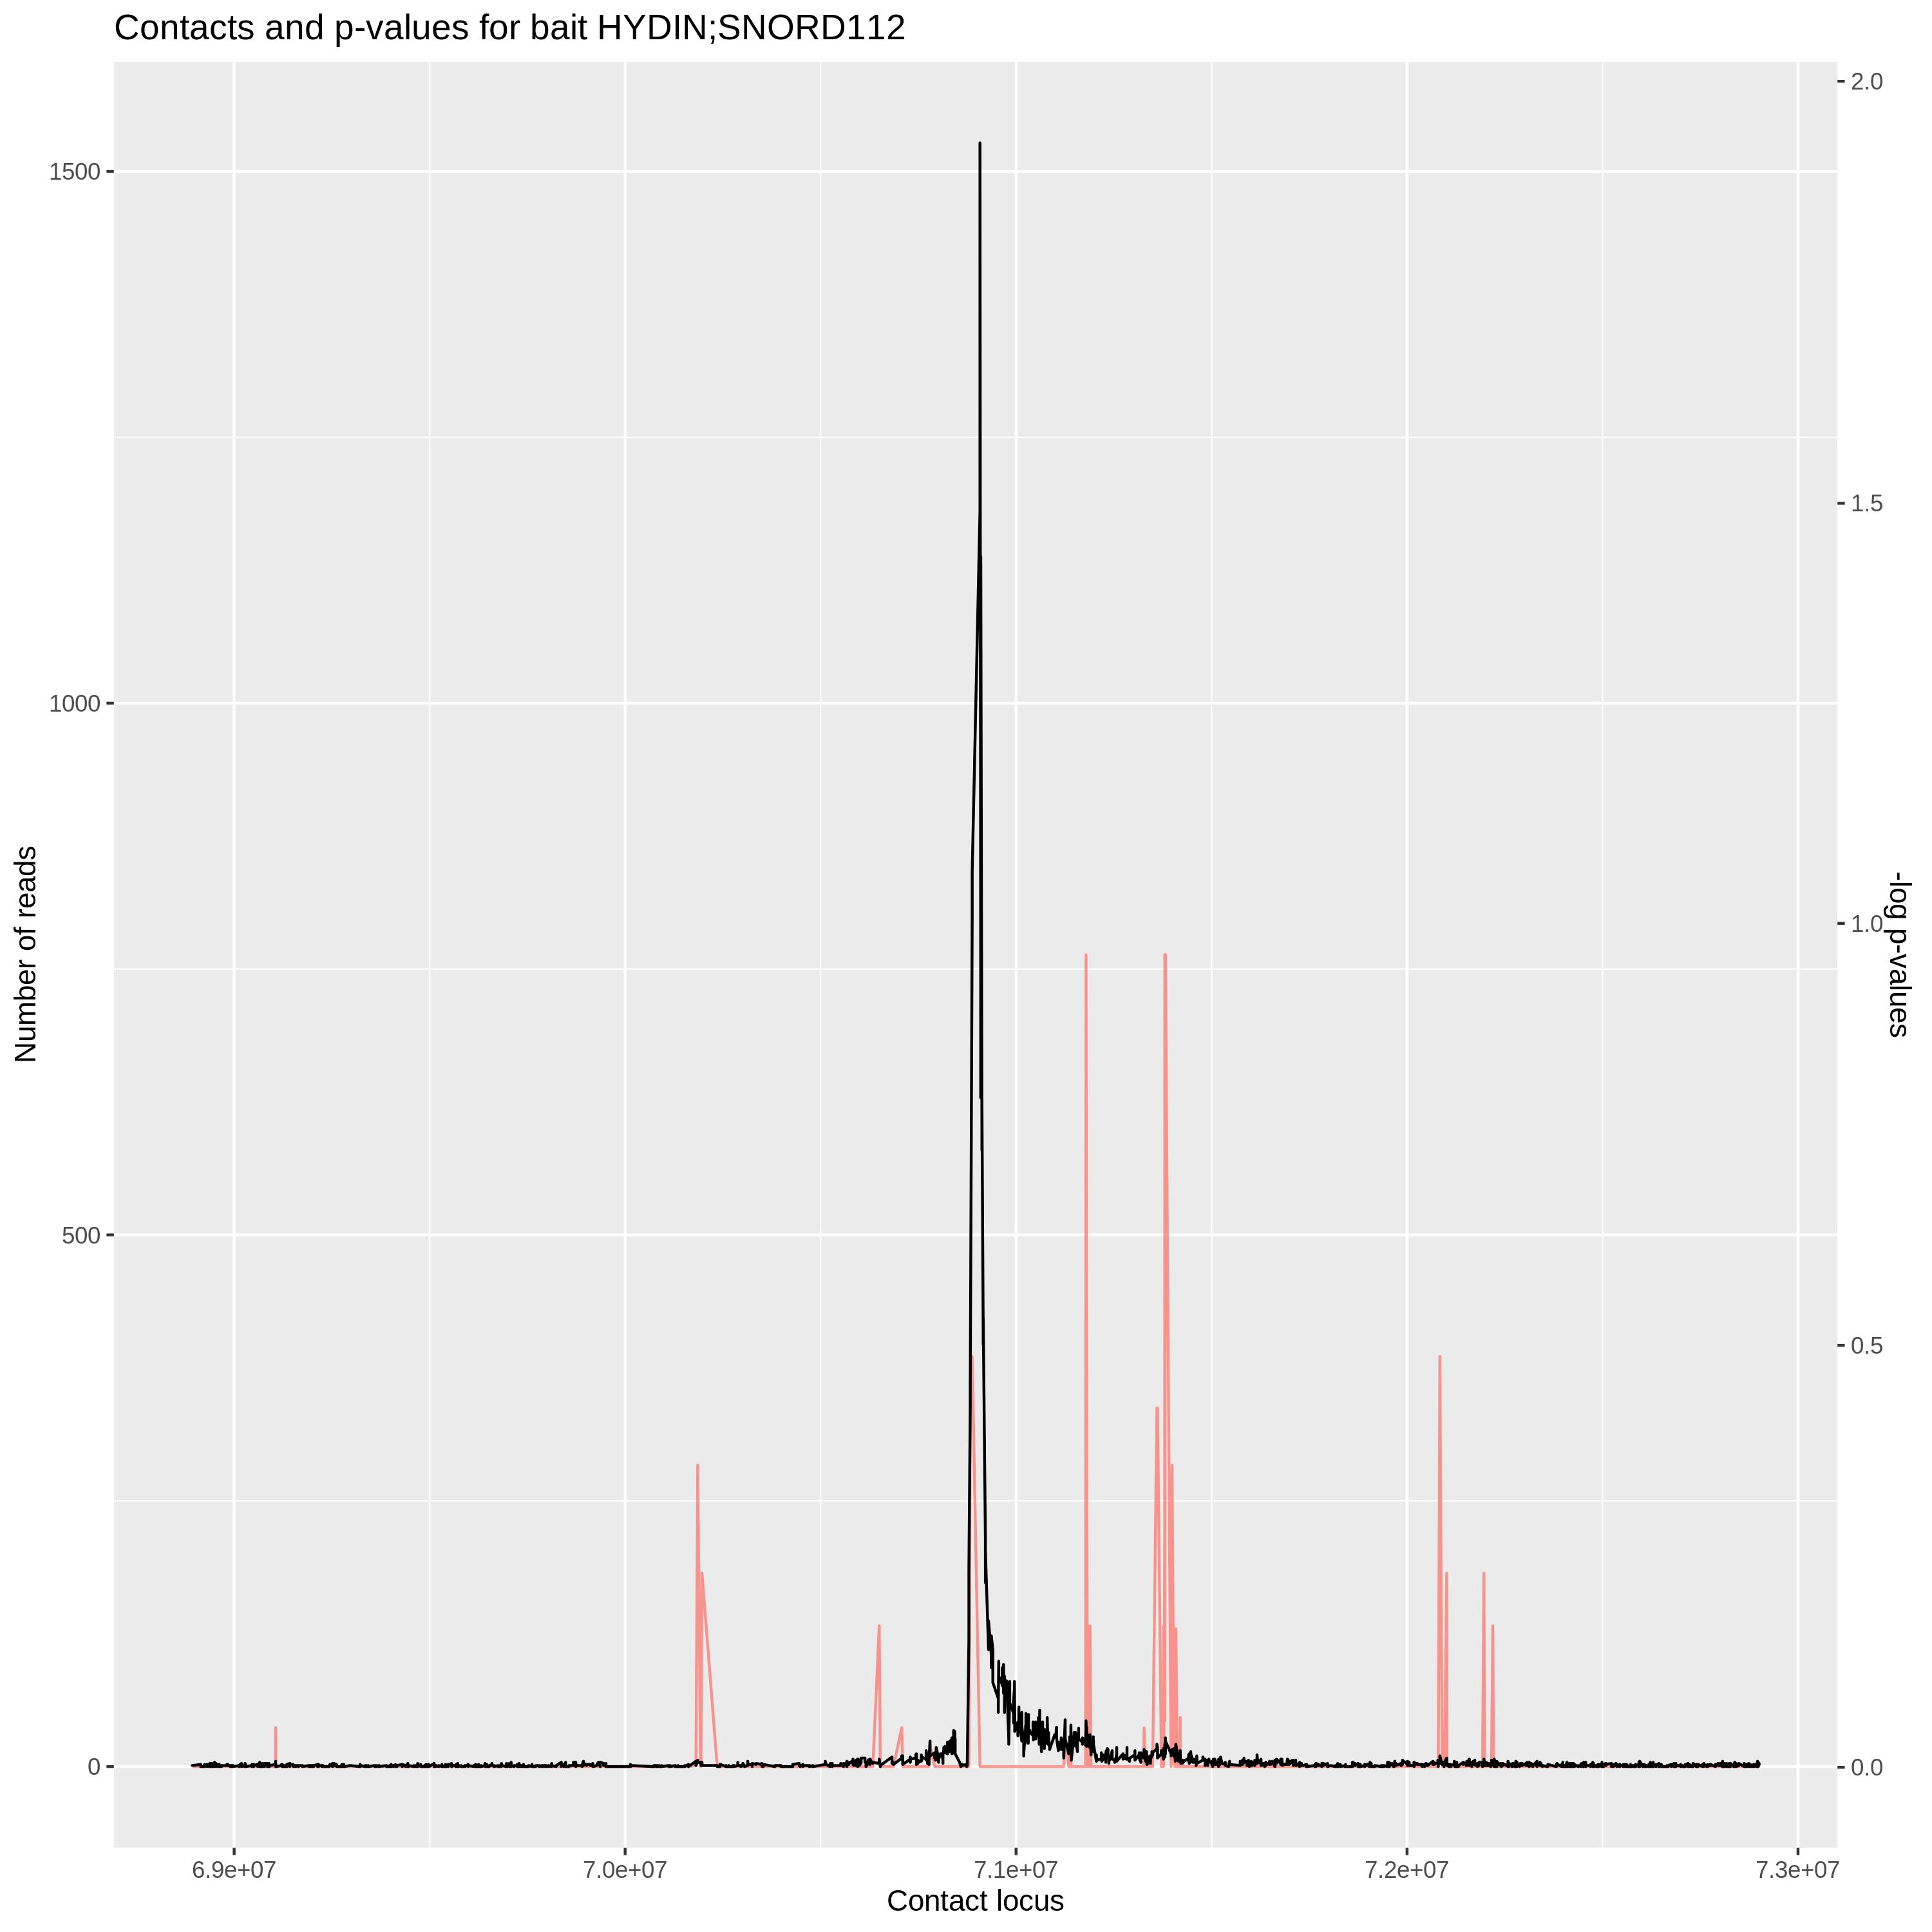 Contacts and p-values for bait HYDIN;SNORD112
1500
1000
500
0
Number of reads
2.0
1.5
1.0
0.5
0.0
-log p-values
6.9e+07
7.0e+07
7.1e+07
7.2e+07
7.3e+07
Contact locus